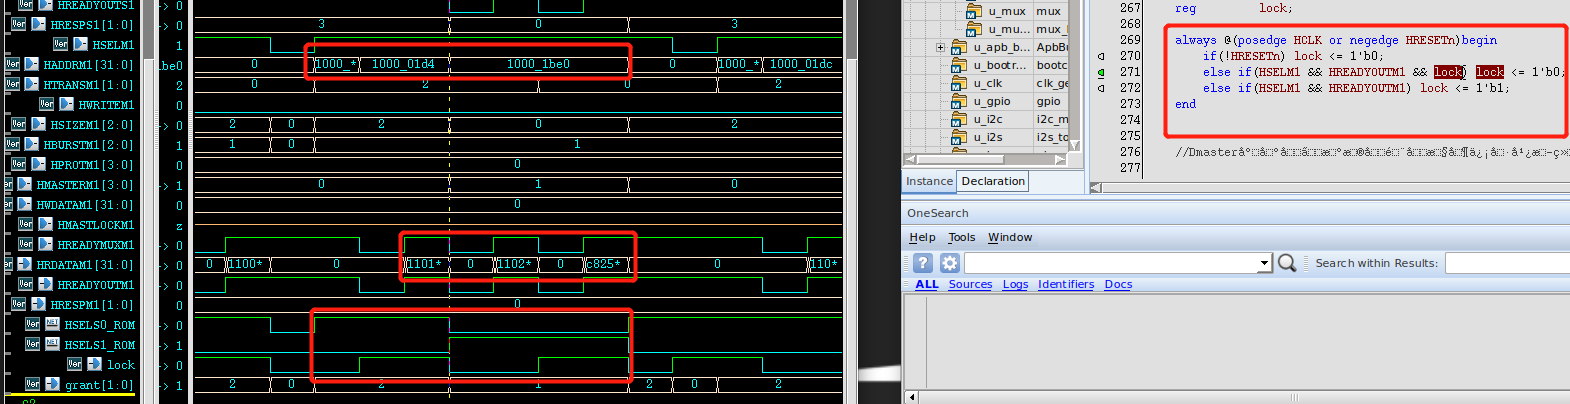 HREADYOUTS1 -> 0
HRESPS1[1:0] -> 0 3 0 3
HSELM1 1
HADDRM1[31:0] .be0 0 1000_* 1000_01d4 1000_1be0 0 1000_* 1000_01dc
HTRANSM1[1:0] 2 0 2 0 2
HWRITEM1 0
HSIZEM1[2:0] -> 0 2 0 2 0 2
HBURSTM1[2:0] 1 1 0 1
HPROTM1[3:0] 0 0
HMASTERM1[3:0] -> 1 0 1 0
HWDATAM1[31:0] 0 0
HMASTLOCKM1 z
HREADYMUXM1 -> 0
HRDATAM1[31:0] -> 0 0 1100* 0 1101* 0 1102* 0 c825* 0 110*
HREADYOUTM1 -> 0
HRESPM1[1:0] 0 0
HSELS0_ROM -> 0
HSELS1_ROM -> 1
lock -> 0
grant[1:0] -> 1 2 0 2 1 2 0 2
u_mux mux
u_mu... mux_
u_apb_b... ApbBu
u_bootr... bootc
u_clk clk_ge
u_gpio gpio
u_i2c i2c_m
u_i2s i2s_to
Instance Declaration
267 reg lock;
268
269 always @(posedge HCLK or negedge HRESETn)begin
270 if(!HRESETn) lock <= 1'b0;
271 else if(HSELM1 && HREADYOUTM1 && lock) lock <= 1'b0;
272 else if(HSELM1 && HREADYOUTM1) lock <= 1'b1;
273 end
274
275
276 //Dmaster
277
OneSearch
Help Tools Window
Search within Results:
ALL Sources Logs Identifiers Docs